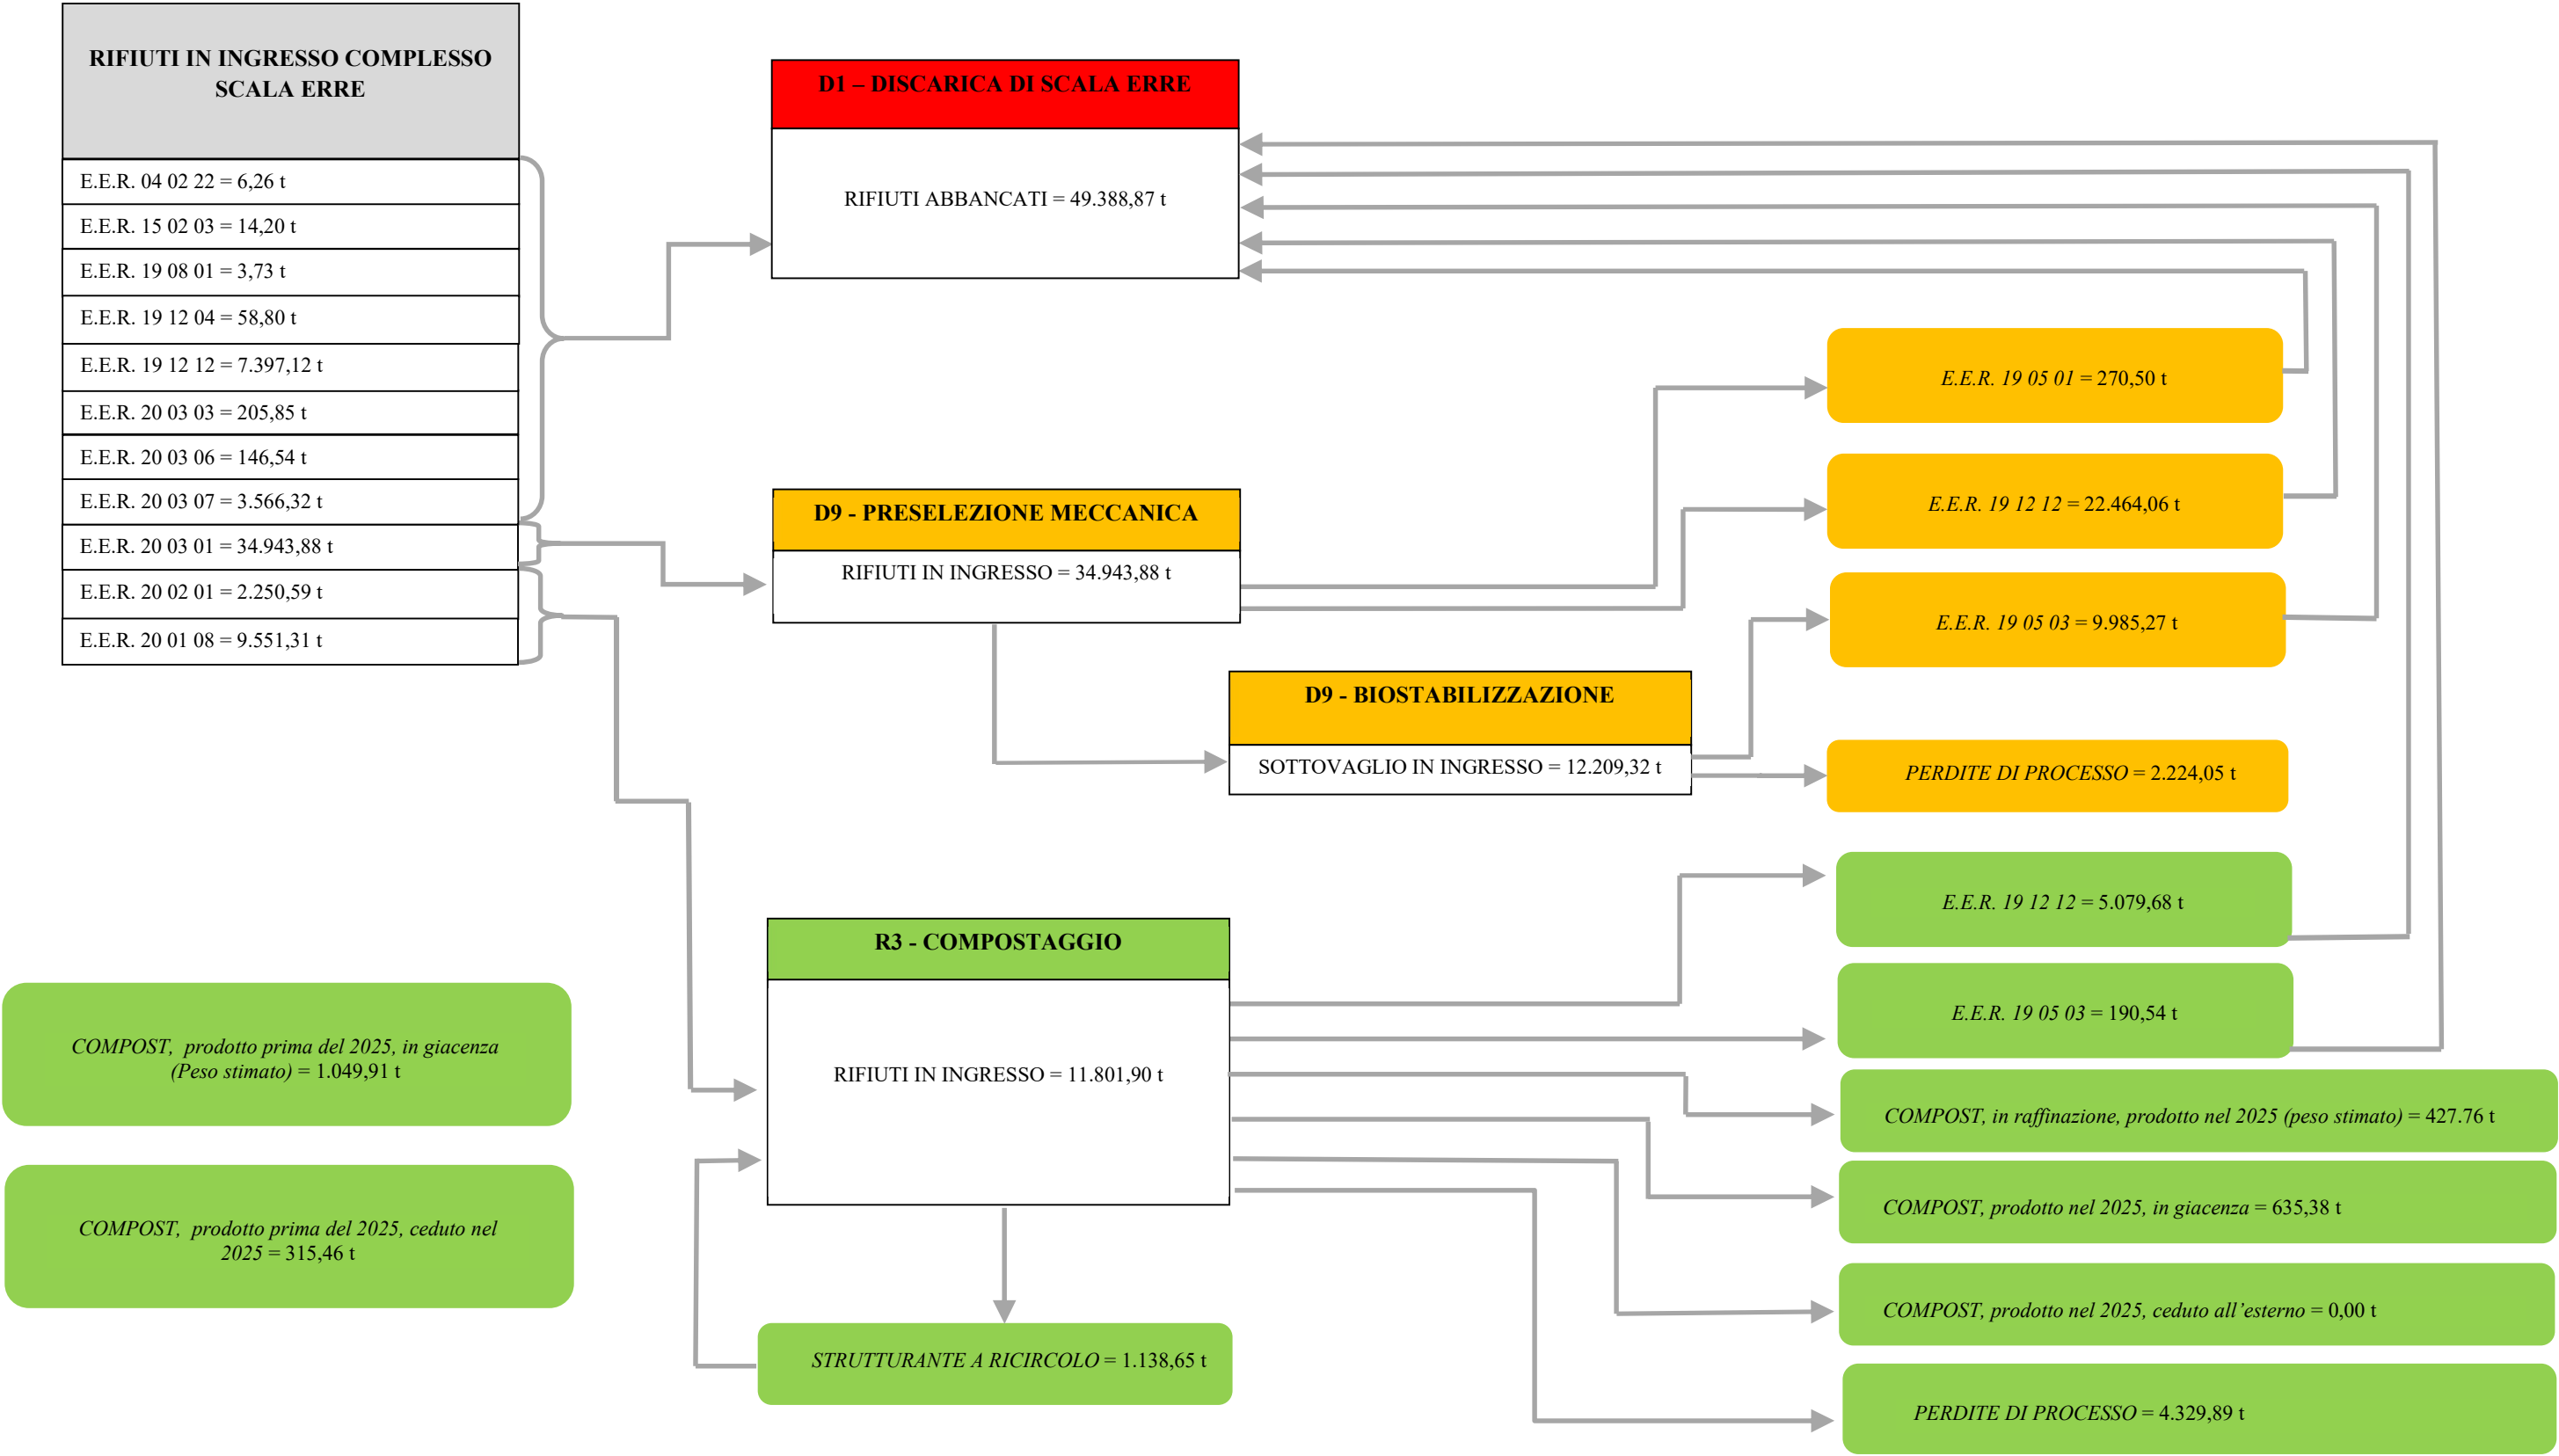 RIFIUTI IN INGRESSO COMPLESSO
SCALA ERRE
E.E.R. 04 02 22 = 6,26 t
E.E.R. 15 02 03 = 14,20 t
E.E.R. 19 08 01 = 3,73 t
E.E.R. 19 12 04 = 58,80 t
E.E.R. 19 12 12 = 7.397,12 t
E.E.R. 20 03 03 = 205,85 t
E.E.R. 20 03 06 = 146,54 t
E.E.R. 20 03 07 = 3.566,32 t
E.E.R. 20 03 01 = 34.943,88 t
E.E.R. 20 02 01 = 2.250,59 t
E.E.R. 20 01 08 = 9.551,31 t
D1 – DISCARICA DI SCALA ERRE
RIFIUTI ABBANCATI = 49.388,87 t
D9 - PRESELEZIONE MECCANICA
RIFIUTI IN INGRESSO = 34.943,88 t
D9 - BIOSTABILIZZAZIONE
SOTTOVAGLIO IN INGRESSO = 12.209,32 t
E.E.R. 19 05 01 = 270,50 t
E.E.R. 19 12 12 = 22.464,06 t
E.E.R. 19 05 03 = 9.985,27 t
PERDITE DI PROCESSO = 2.224,05 t
R3 - COMPOSTAGGIO
RIFIUTI IN INGRESSO = 11.801,90 t
STRUTTURANTE A RICIRCOLO = 1.138,65 t
E.E.R. 19 12 12 = 5.079,68 t
E.E.R. 19 05 03 = 190,54 t
COMPOST, in raffinazione, prodotto nel 2025 (peso stimato) = 427.76 t
COMPOST, prodotto nel 2025, in giacenza = 635,38 t
COMPOST, prodotto nel 2025, ceduto all’esterno = 0,00 t
PERDITE DI PROCESSO = 4.329,89 t
COMPOST, prodotto prima del 2025, in giacenza
(Peso stimato) = 1.049,91 t
COMPOST, prodotto prima del 2025, ceduto nel
2025 = 315,46 t